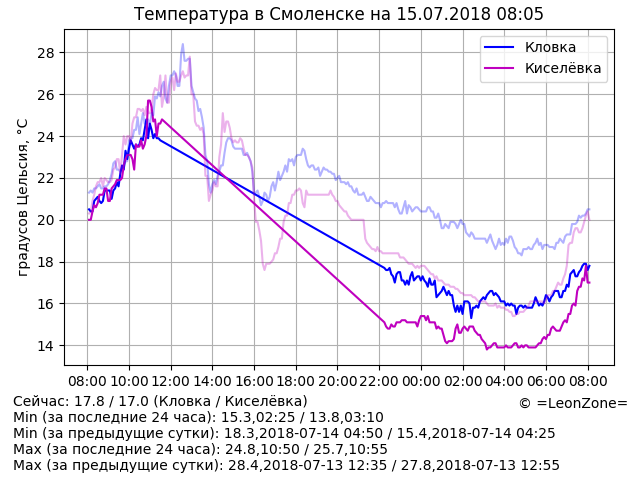 Температура в Смоленске на 15.07.2018 08:05
Кловка
Киселёвка
градусов Цельсия, °C
28
26
24
22
20
18
16
14
08:00 10:00 12:00 14:00 16:00 18:00 20:00 22:00 00:00 02:00 04:00 06:00 08:00
Сейчас: 17.8 / 17.0 (Кловка / Киселёвка)
© =LeonZone=
Min (за последние 24 часа): 15.3,02:25 / 13.8,03:10
Min (за предыдущие сутки): 18.3,2018-07-14 04:50 / 15.4,2018-07-14 04:25
Max (за последние 24 часа): 24.8,10:50 / 25.7,10:55
Max (за предыдущие сутки): 28.4,2018-07-13 12:35 / 27.8,2018-07-13 12:55